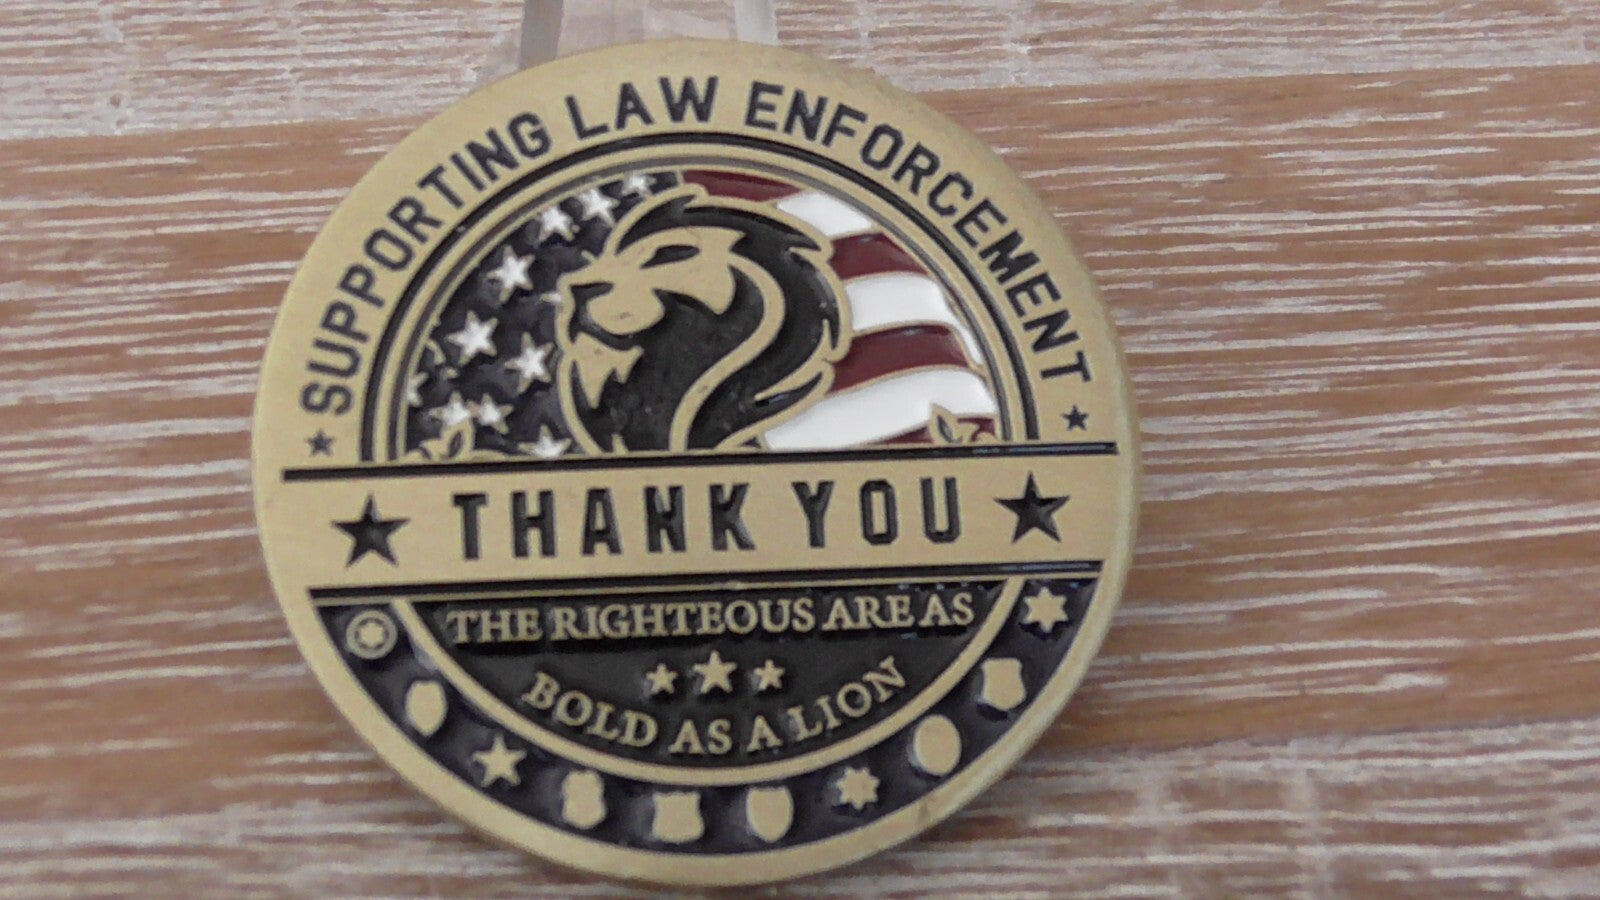 SUPPORTING LAW ENFORCEMENT
THANK YOU
THE RIGHTEOUS ARE AS
BOLD AS A LION